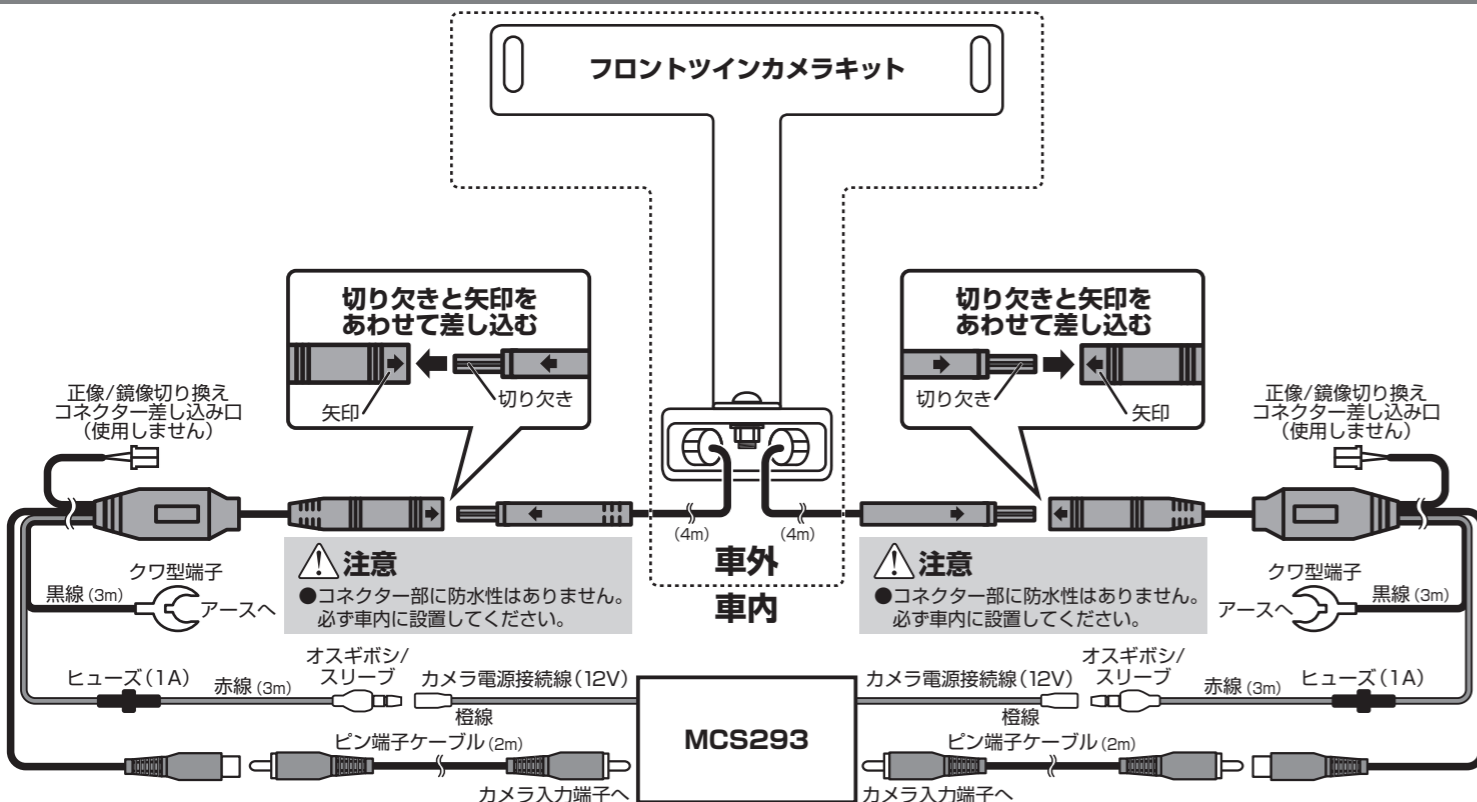 フロントツインカメラキット
切り欠きと矢印を
あわせて差し込む
矢印
切り欠き
切り欠きと矢印を
あわせて差し込む
切り欠き
矢印
正像/鏡像切り換え
コネクター差し込み口
（使用しません）
正像/鏡像切り換え
コネクター差し込み口
（使用しません）
(4m)
(4m)
車外
車内
注意
●コネクター部に防水性はありません。
必ず車内に設置してください。
注意
●コネクター部に防水性はありません。
必ず車内に設置してください。
クワ型端子
黒線(3m)
アースへ
クワ型端子
黒線(3m)
アースへ
ヒューズ(1A)
赤線(3m)
オスギボシ/
スリーブ
カメラ電源接続線(12V)
橙線
MCS293
カメラ電源接続線(12V)
橙線
オスギボシ/
スリーブ
赤線(3m)
ヒューズ(1A)
ピン端子ケーブル(2m)
カメラ入力端子へ
ピン端子ケーブル(2m)
カメラ入力端子へ